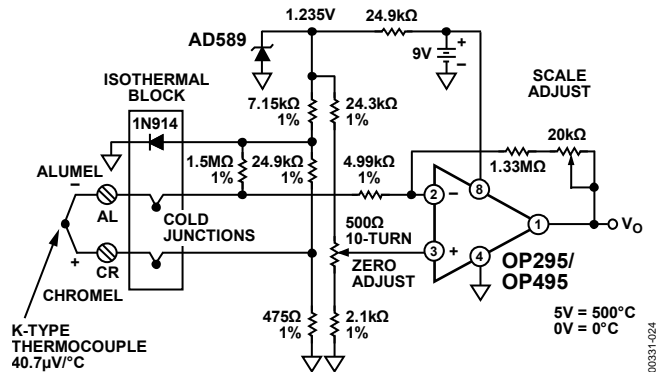 1.235V
24.9kΩ
AD589
9V
+
−
ISOTHERMAL
BLOCK
SCALE
ADJUST
1N914
7.15kΩ
1%
24.3kΩ
1%
20kΩ
1.33MΩ
1.5MΩ
1%
24.9kΩ
1%
4.99kΩ
1%
ALUMEL
−
AL
COLD
JUNCTIONS
2
−
8
1
VO
3
+
4
500Ω
10-TURN
ZERO
ADJUST
OP295/
OP495
+
CR
CHROMEL
5V = 500°C
0V = 0°C
475Ω
1%
2.1kΩ
1%
K-TYPE
THERMOCOUPLE
40.7µV/°C
00331-024